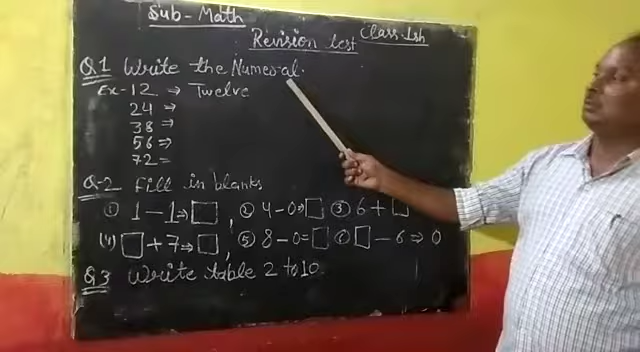 Sub - Math
Class - 1sh
Revision test
Q1 Write the Numeral.
Ex - 12 ⇒ Twelve
24 ⇒
38 ⇒
56 ⇒
72 =
Q-2 fill in blanks
① 1 - 1 ⇒ □, ② 4 - 0 ⇒ □ ③ 6 + □
(4) □ + 7 ⇒ □, ⑤ 8 - 0 = □ ⑥ □ - 6 ⇒ 0
Q3 Write table 2 to 10